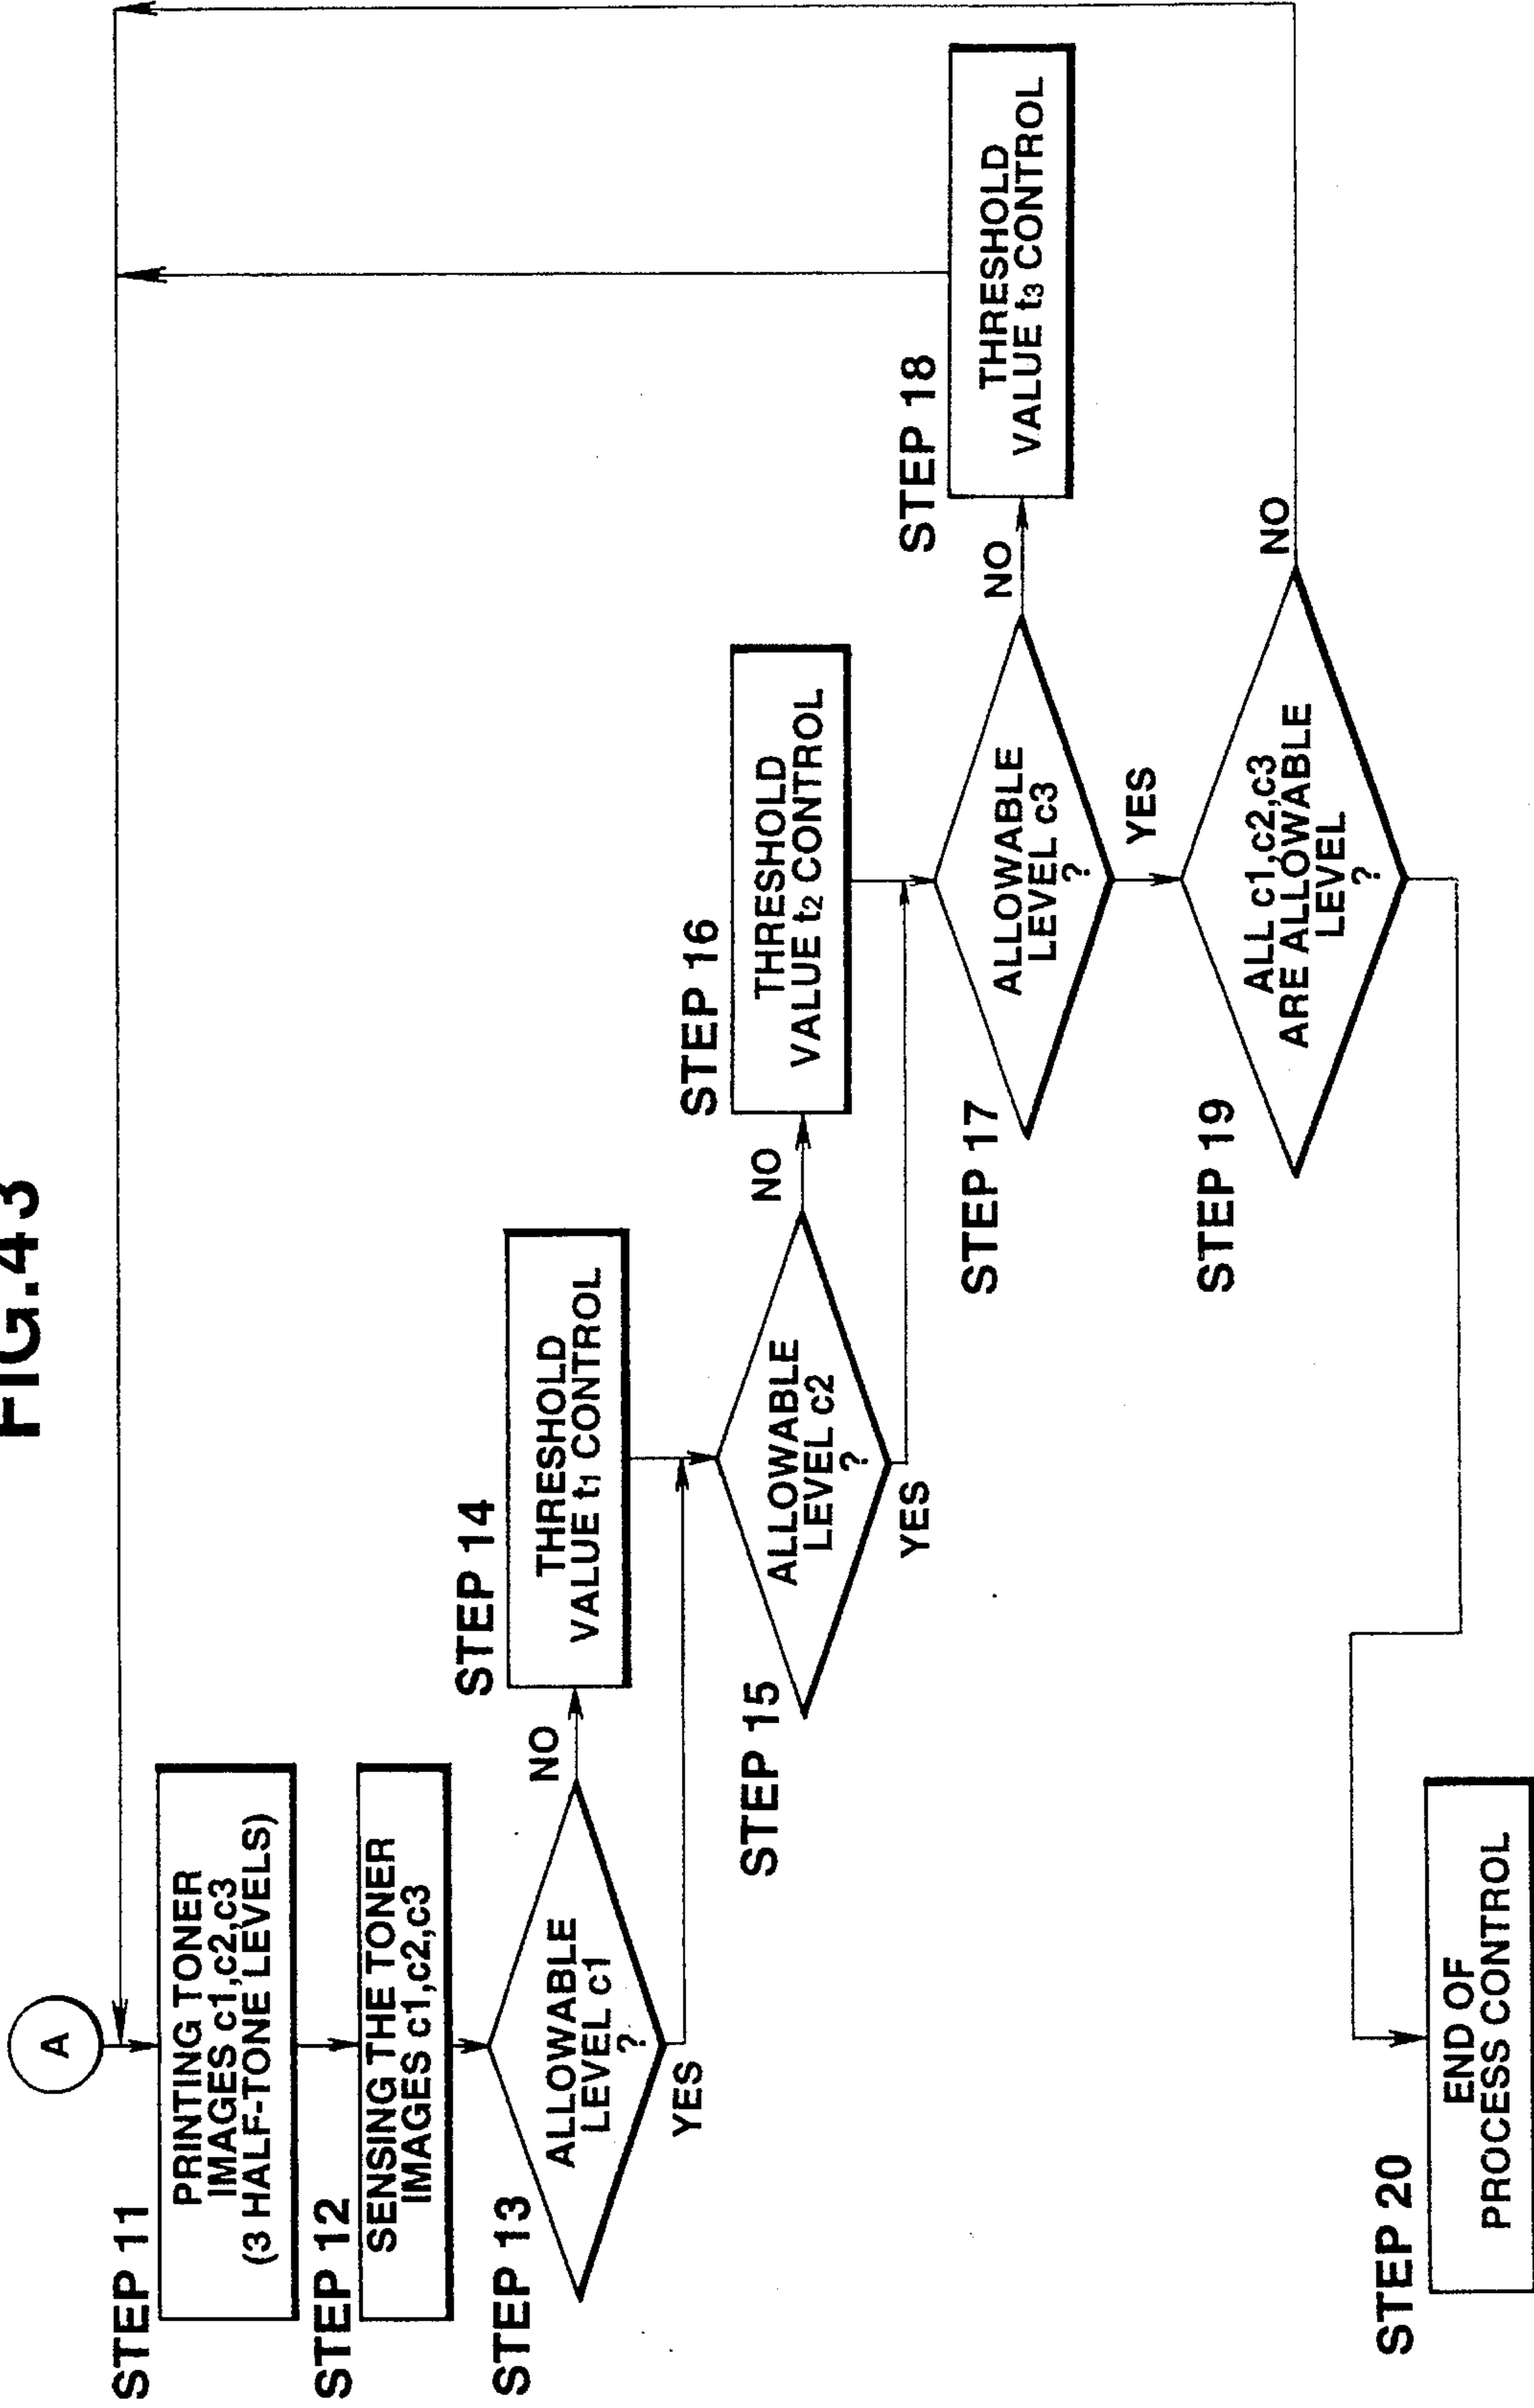 FIG.43
A
STEP 11
PRINTING TONER
IMAGES c1,c2,c3
(3 HALF-TONE LEVELS)
STEP 12
SENSING THE TONER
IMAGES c1,c2,c3
STEP 13
ALLOWABLE
LEVEL c1
?
NO
YES
STEP 14
THRESHOLD
VALUE t1 CONTROL
STEP 15
ALLOWABLE
LEVEL c2
?
NO
YES
STEP 16
THRESHOLD
VALUE t2 CONTROL
STEP 17
ALLOWABLE
LEVEL c3
?
NO
YES
STEP 18
THRESHOLD
VALUE t3 CONTROL
STEP 19
ALL c1,c2,c3
ARE ALLOWABLE
LEVEL
?
NO
STEP 20
END OF
PROCESS CONTROL